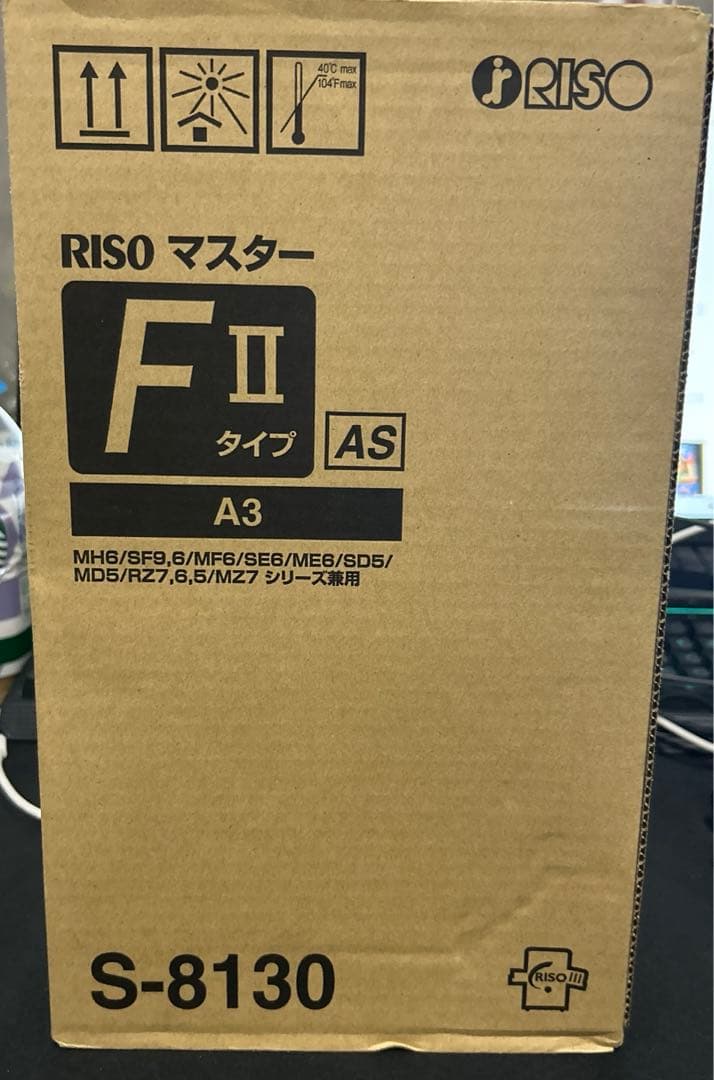 40℃ max
104°F max
RISO
RISO マスター
FⅡ
タイプ
AS
A3
MH6/SF9,6/MF6/SE6/ME6/SD5/
MD5/RZ7,6,5/MZ7 シリーズ兼用
S-8130
RISO